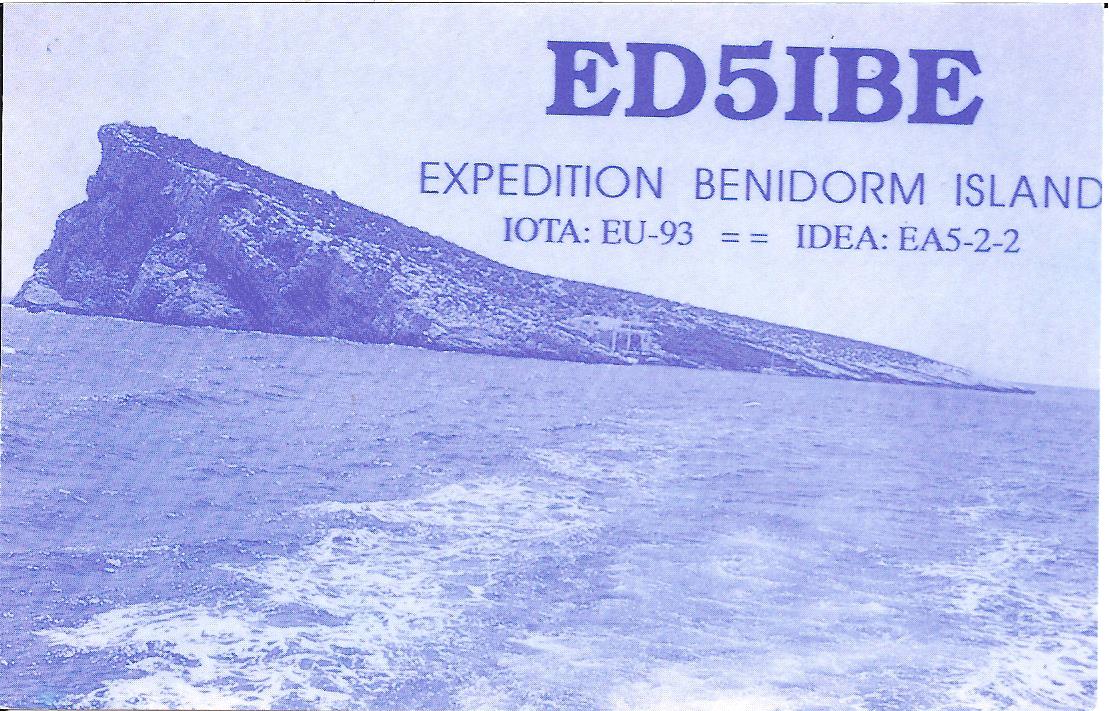 ED5IBE
EXPEDITION BENIDORM ISLAND
IOTA: EU-93 == IDEA: EA5-2-2